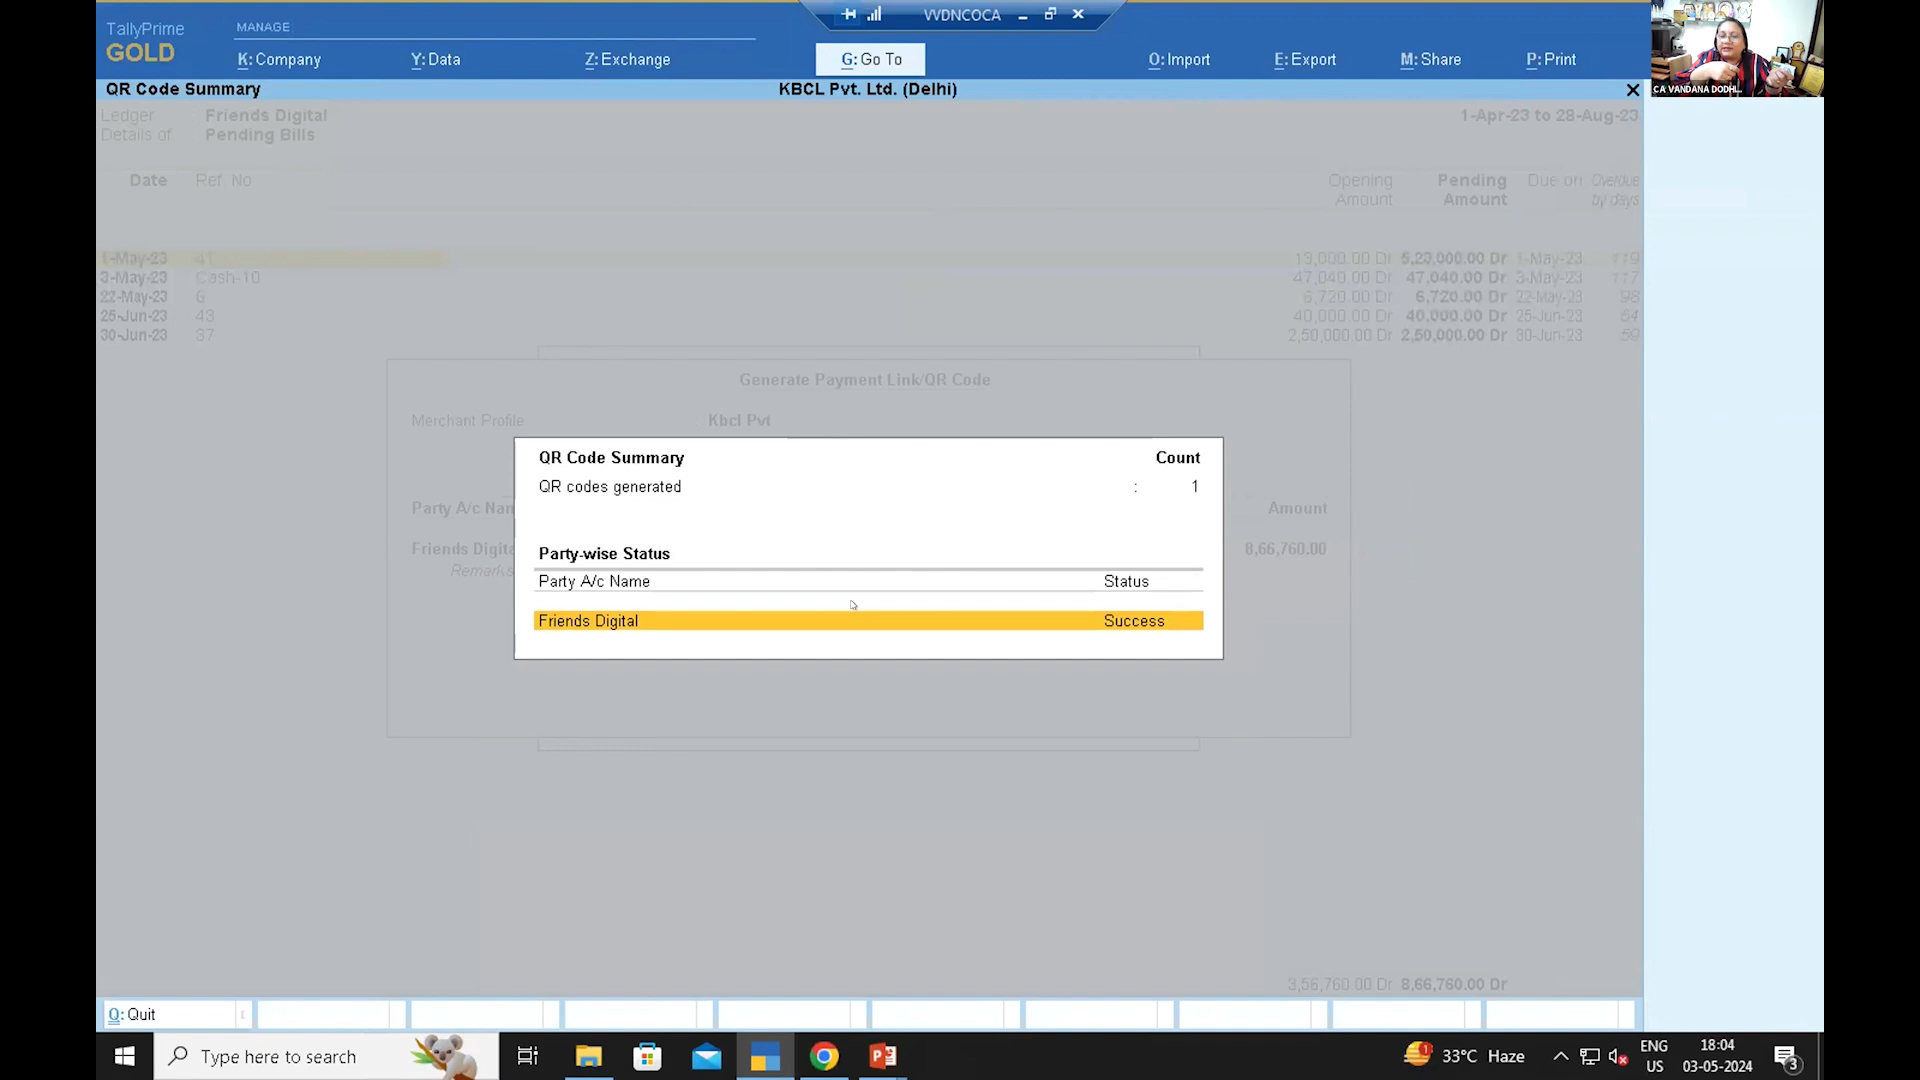 TallyPrime
GOLD
MANAGE
K: Company
Y: Data
Z: Exchange
G: Go To
O: Import
E: Export
M: Share
P: Print
VVDNCOCA
CA VANDANA DODHI...
QR Code Summary
KBCL Pvt. Ltd. (Delhi)
Ledger Friends Digital 1-Apr-23 to 28-Aug-23
Details of Pending Bills
Date Ref. No Opening Pending Due on Overdue
Amount Amount by days
1-May-23 41 13,000.00 Dr 5,23,000.00 Dr 1-May-23 119
3-May-23 Cash-10 47,040.00 Dr 47,040.00 Dr 3-May-23 117
22-May-23 6 6,720.00 Dr 6,720.00 Dr 22-May-23 98
25-Jun-23 43 40,000.00 Dr 40,000.00 Dr 25-Jun-23 64
30-Jun-23 37 2,50,000.00 Dr 2,50,000.00 Dr 30-Jun-23 59
Generate Payment Link/QR Code
Merchant Profile Kbcl Pvt
Party A/c Nam Amount
Friends Digita 8,66,760.00
Remarks
QR Code Summary Count
QR codes generated : 1
Party-wise Status
Party A/c Name Status
Friends Digital Success
3,56,760.00 Dr 8,66,760.00 Dr
Q: Quit
Type here to search
1
33°C Haze
ENG
US
18:04
03-05-2024
3